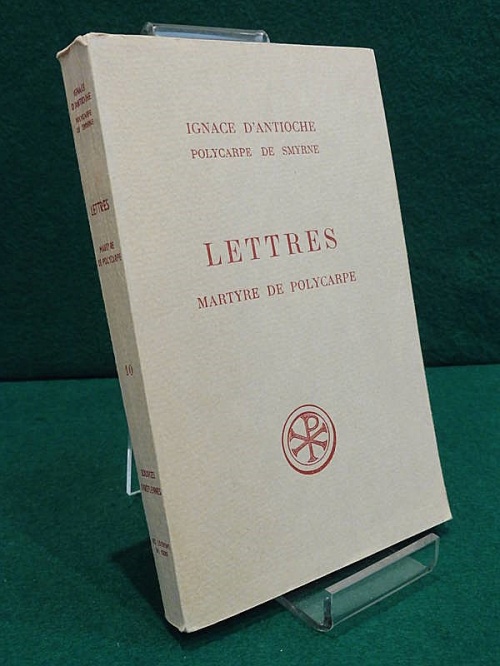 IGNACE D'ANTIOCHE
POLYCARPE DE SMYRNE
LETTRES
MARTYRE DE POLYCARPE
IGNACE
D'ANTIOCHE
POLYCARPE
DE SMYRNE
LETTRES
MARTYRE
DE POLYCARPE
10
SOURCES
CHRÉTIENNES